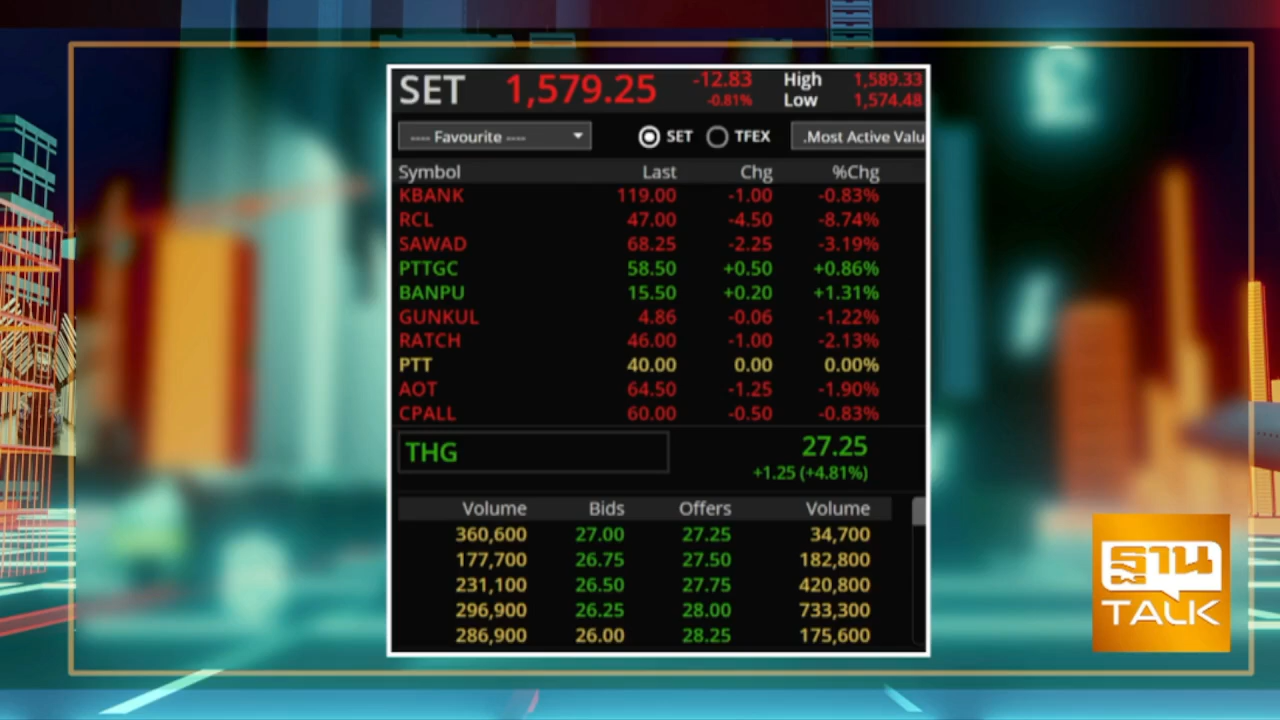 SET 1,579.25 -12.83 High 1,589.33
-0.81% Low 1,574.48
---- Favourite ---- SET TFEX .Most Active Valu
Symbol Last Chg %Chg
KBANK 119.00 -1.00 -0.83%
RCL 47.00 -4.50 -8.74%
SAWAD 68.25 -2.25 -3.19%
PTTGC 58.50 +0.50 +0.86%
BANPU 15.50 +0.20 +1.31%
GUNKUL 4.86 -0.06 -1.22%
RATCH 46.00 -1.00 -2.13%
PTT 40.00 0.00 0.00%
AOT 64.50 -1.25 -1.90%
CPALL 60.00 -0.50 -0.83%
THG 27.25
+1.25 (+4.81%)
Volume Bids Offers Volume
360,600 27.00 27.25 34,700
177,700 26.75 27.50 182,800
231,100 26.50 27.75 420,800
296,900 26.25 28.00 733,300
286,900 26.00 28.25 175,600
ฐาน
TALK